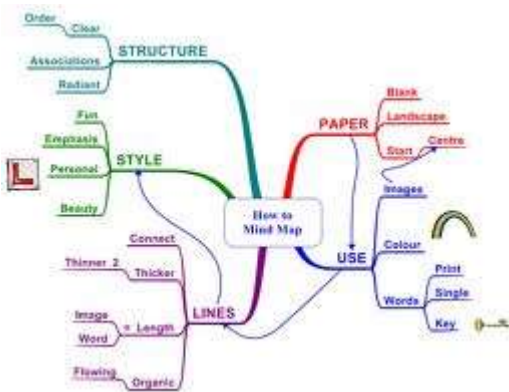 How to
Mind Map
PAPER
Blank
Landscape
Start
Centre
USE
Images
Colour
Words
Print
Single
Key
LINES
Connect
Thinner 2 Thicker
Image
Word
= Length
Flowing
Organic
STYLE
Fun
Emphasis
Personal
Beauty
L
STRUCTURE
Order
Clear
Associations
Radiant